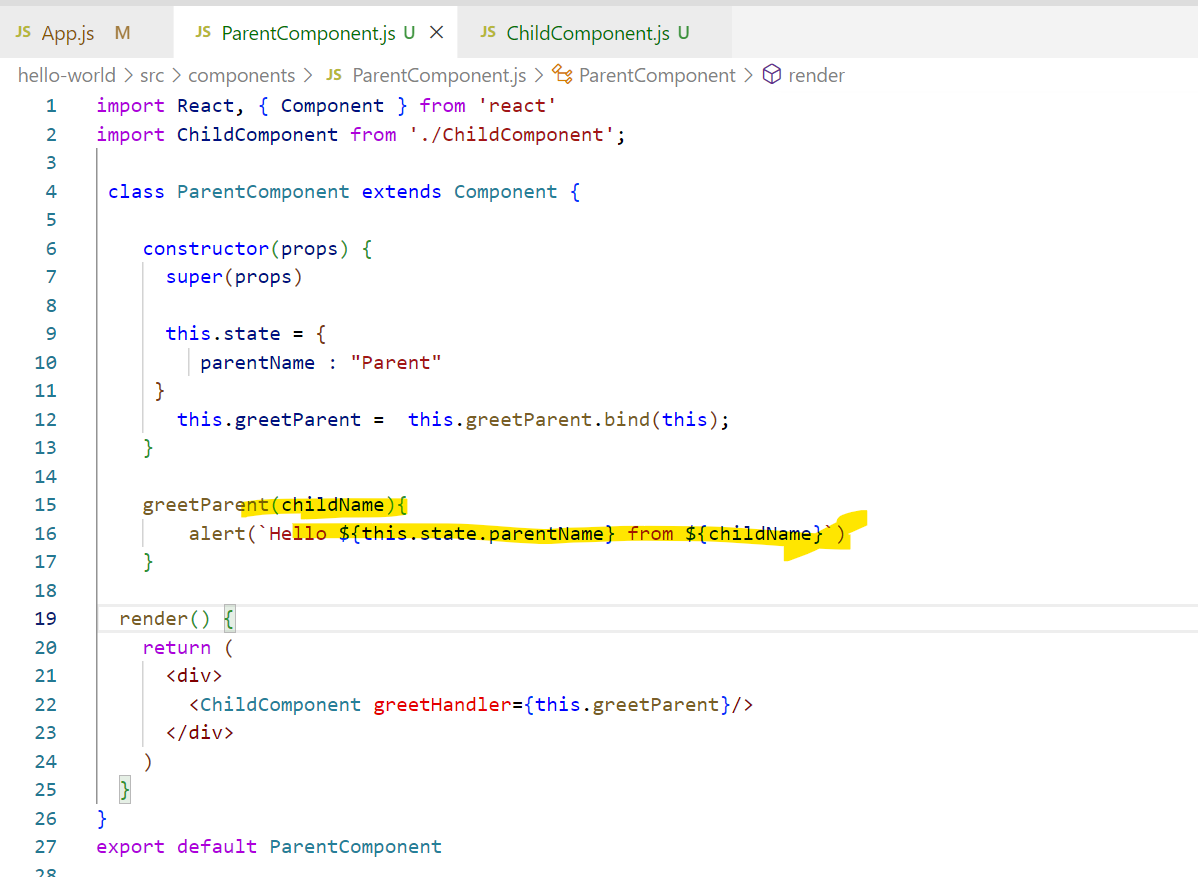 JS App.js M JS ParentComponent.js U × JS ChildComponent.js U
hello-world > src > components > JS ParentComponent.js > ParentComponent > render
1 import React, { Component } from 'react'
2 import ChildComponent from './ChildComponent';
3
4 class ParentComponent extends Component {
5
6 constructor(props) {
7 super(props)
8
9 this.state = {
10 parentName : "Parent"
11 }
12 this.greetParent =  this.greetParent.bind(this);
13 }
14
15 greetParent(childName){
16 alert(`Hello ${this.state.parentName} from ${childName}`)
17 }
18
19 render() {
20 return (
21 <div>
22 <ChildComponent greetHandler={this.greetParent}/>
23 </div>
24 )
25 }
26 }
27 export default ParentComponent
28